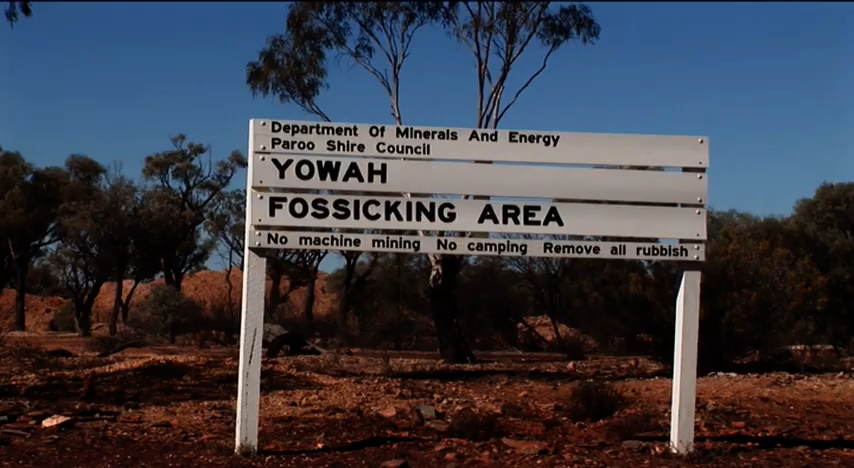 Department Of Minerals And Energy
Paroo Shire Council
YOWAH
FOSSICKING AREA
No machine mining No camping Remove all rubbish